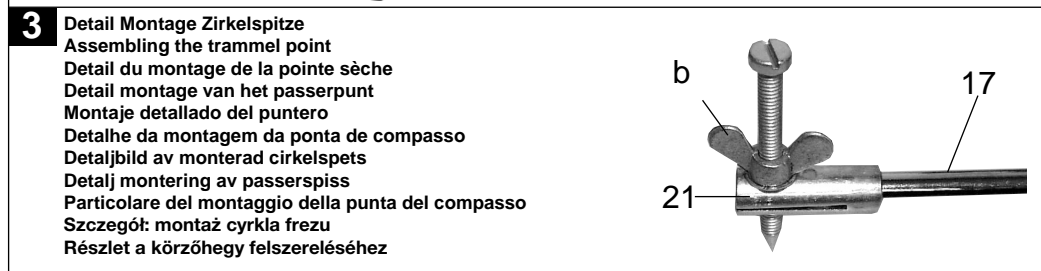 3
Detail Montage Zirkelspitze
Assembling the trammel point
Detail du montage de la pointe sèche
Detail montage van het passerpunt
Montaje detallado del puntero
Detalhe da montagem da ponta de compasso
Detaljbild av monterad cirkelspets
Detalj montering av passerspiss
Particolare del montaggio della punta del compasso
Szczegół: montaż cyrkla frezu
Részlet a körzőhegy felszereléséhez
b
17
21